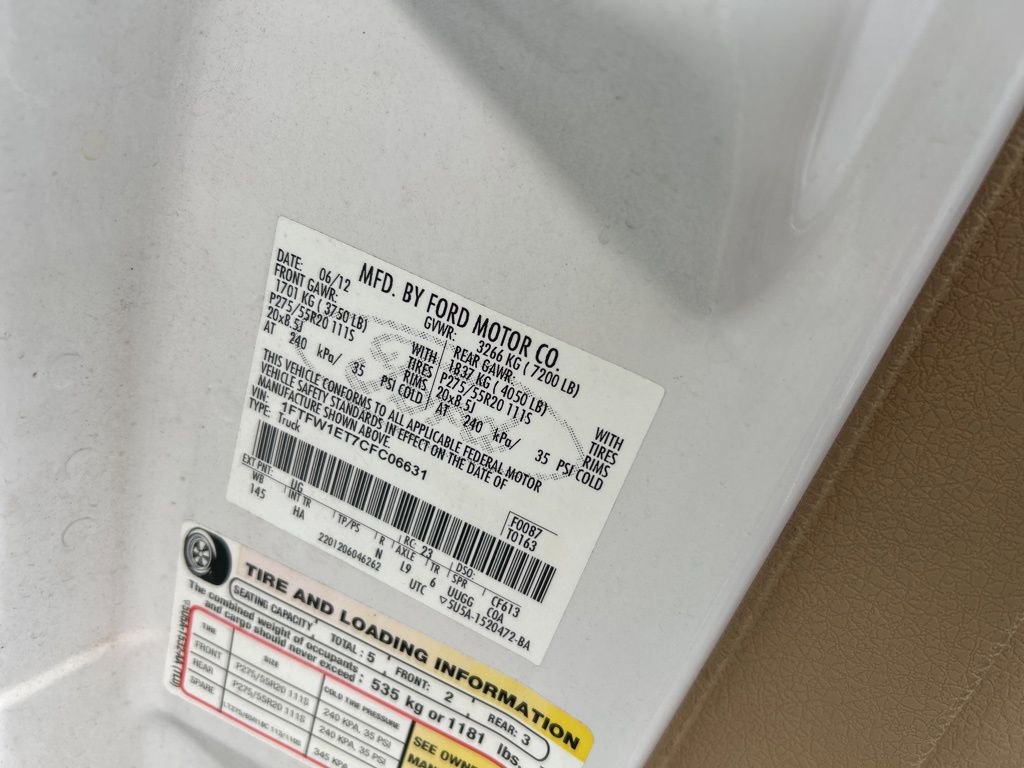 MFD. BY FORD MOTOR CO.
DATE: 06/12 GVWR: 3266 KG ( 7200 LB)
FRONT GAWR: REAR GAWR:
1701 KG ( 3750 LB) WITH 1837 KG ( 4050 LB) WITH
P275/55R20 111S TIRES P275/55R20 111S TIRES
20x8.5J RIMS 20x8.5J RIMS
AT 240 kPa/ 35 PSI COLD AT 240 kPa/ 35 PSI COLD
THIS VEHICLE CONFORMS TO ALL APPLICABLE FEDERAL MOTOR
VEHICLE SAFETY STANDARDS IN EFFECT ON THE DATE OF
MANUFACTURE SHOWN ABOVE.
VIN: 1FTFW1ET7CFC06631
TYPE: Truck
F0087
T0163
EXT PNT: UG RC: 23 DSO: CF613
WB INT TR TP/PS R AXLE TR SPR
145 HA N L9 6 UUGG COA
2201206046262 UTC ▽5U5A-1520472-BA
TIRE AND LOADING INFORMATION
SEATING CAPACITY TOTAL: 5 FRONT: 2 REAR: 3
The combined weight of occupants
and cargo should never exceed: 535 kg or 1181 lbs.
TIRE SIZE COLD TIRE PRESSURE
FRONT P275/55R20 111S 240 KPA, 35 PSI
REAR P275/55R20 111S 240 KPA, 35 PSI
SPARE 345 KPA,
SEE OWNER